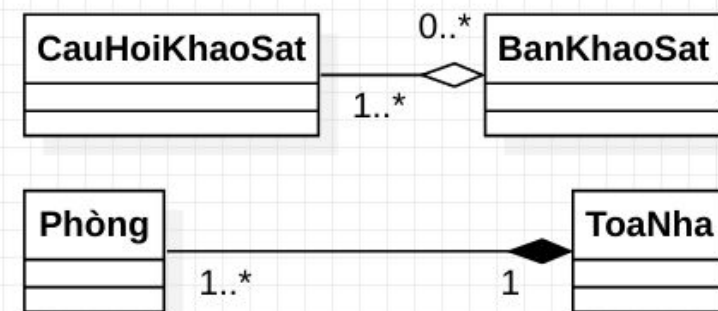 0..*
CauHoiKhaoSat
BanKhaoSat
1..*
Phòng
ToaNha
1..*
1